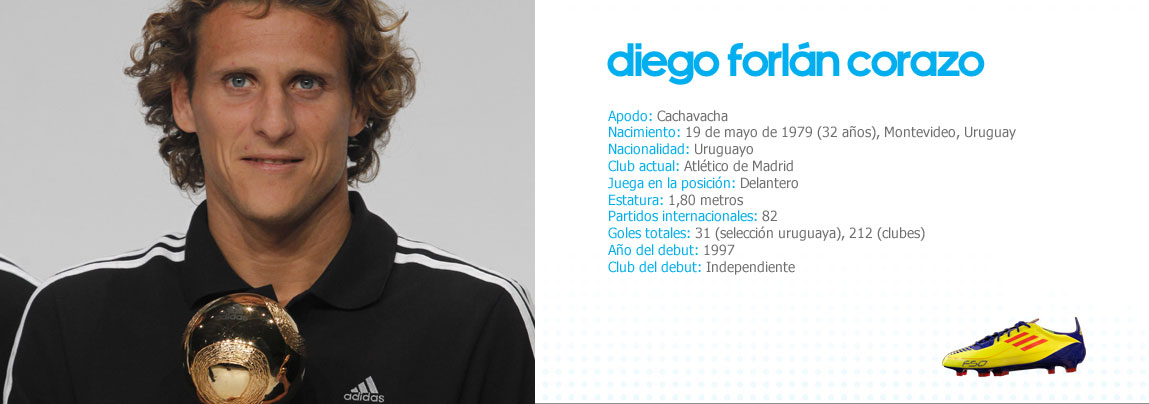 diego forlán corazo
Apodo: Cachavacha
Nacimiento: 19 de mayo de 1979 (32 años), Montevideo, Uruguay
Nacionalidad: Uruguayo
Club actual: Atlético de Madrid
Juega en la posición: Delantero
Estatura: 1,80 metros
Partidos internacionales: 82
Goles totales: 31 (selección uruguaya), 212 (clubes)
Año del debut: 1997
Club del debut: Independiente
adidas
F50